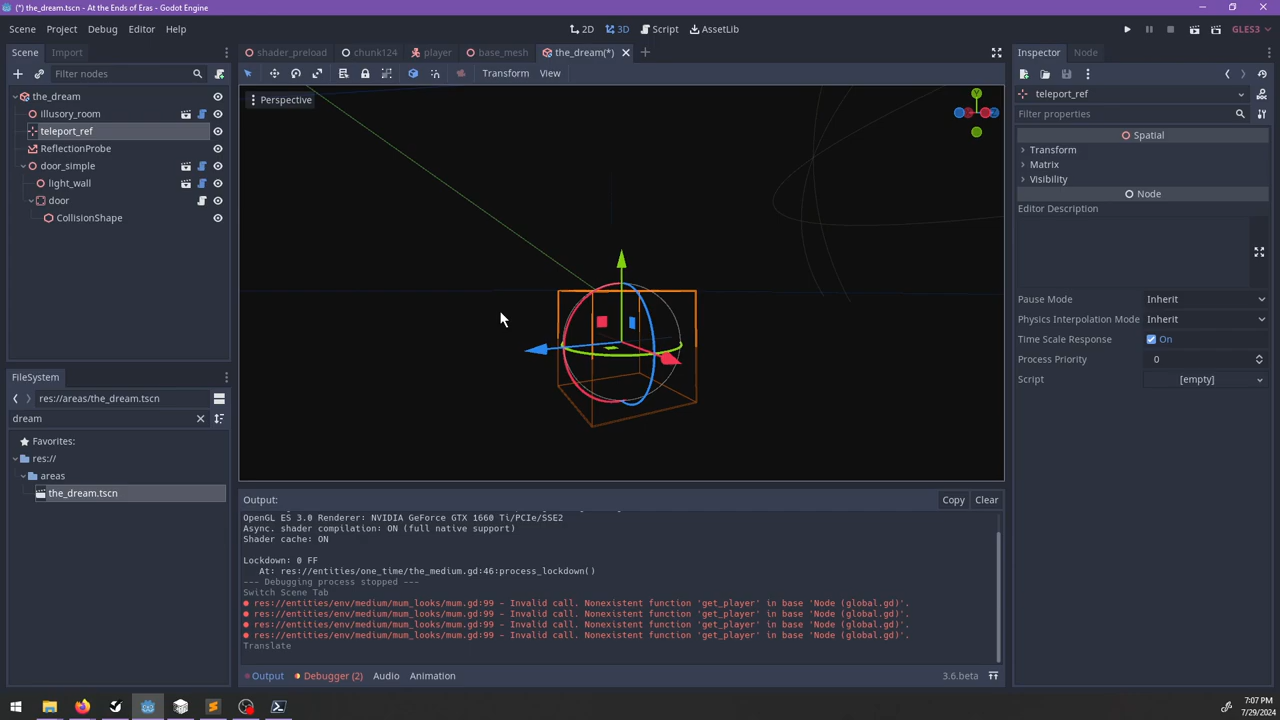 (*) the_dream.tscn - At the Ends of Eras - Godot Engine
Scene Project Debug Editor Help
2D 3D Script AssetLib
GLES3
Scene Import
shader_preload chunk124 player base_mesh the_dream(*)
Inspector Node
Filter nodes
Transform View
the_dream
illusory_room
teleport_ref
ReflectionProbe
door_simple
light_wall
door
CollisionShape
Perspective
Y
teleport_ref
Filter properties
Spatial
Transform
Matrix
Visibility
Node
Editor Description
Pause Mode Inherit
Physics Interpolation Mode Inherit
Time Scale Response On
Process Priority 0
Script [empty]
FileSystem
res://areas/the_dream.tscn
dream
Favorites:
res://
areas
the_dream.tscn
Output:
Copy Clear
OpenGL ES 3.0 Renderer: NVIDIA GeForce GTX 1660 Ti/PCIe/SSE2
Async. shader compilation: ON (full native support)
Shader cache: ON
Lockdown: 0 FF
At: res://entities/one_time/the_medium.gd:46:process_lockdown()
--- Debugging process stopped ---
Switch Scene Tab
res://entities/env/medium/mum_looks/mum.gd:99 - Invalid call. Nonexistent function 'get_player' in base 'Node (global.gd)'.
res://entities/env/medium/mum_looks/mum.gd:99 - Invalid call. Nonexistent function 'get_player' in base 'Node (global.gd)'.
res://entities/env/medium/mum_looks/mum.gd:99 - Invalid call. Nonexistent function 'get_player' in base 'Node (global.gd)'.
res://entities/env/medium/mum_looks/mum.gd:99 - Invalid call. Nonexistent function 'get_player' in base 'Node (global.gd)'.
Translate
Output Debugger (2) Audio Animation
3.6.beta
7:07 PM
7/29/2024